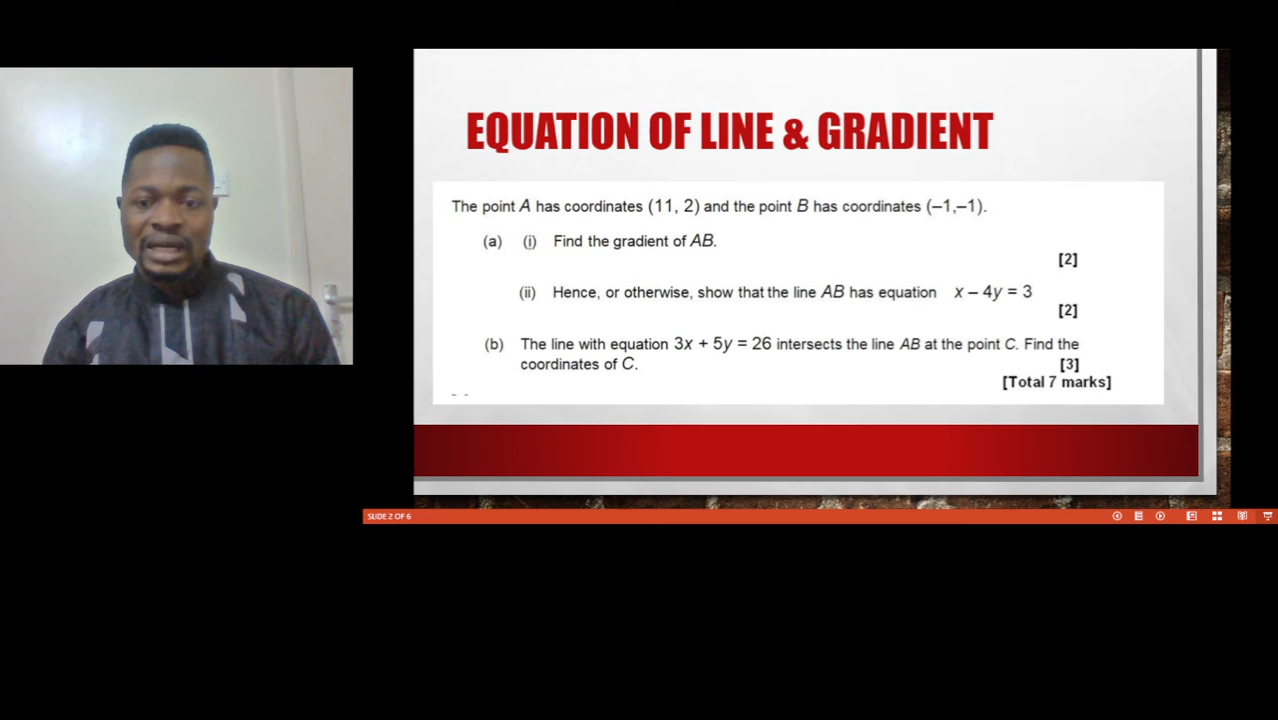 EQUATION OF LINE & GRADIENT
The point A has coordinates (11, 2) and the point B has coordinates (–1,–1).
(a) (i) Find the gradient of AB.
[2]
(ii) Hence, or otherwise, show that the line AB has equation x – 4y = 3
[2]
(b) The line with equation 3x + 5y = 26 intersects the line AB at the point C. Find the
coordinates of C. [3]
[Total 7 marks]
SLIDE 2 OF 6